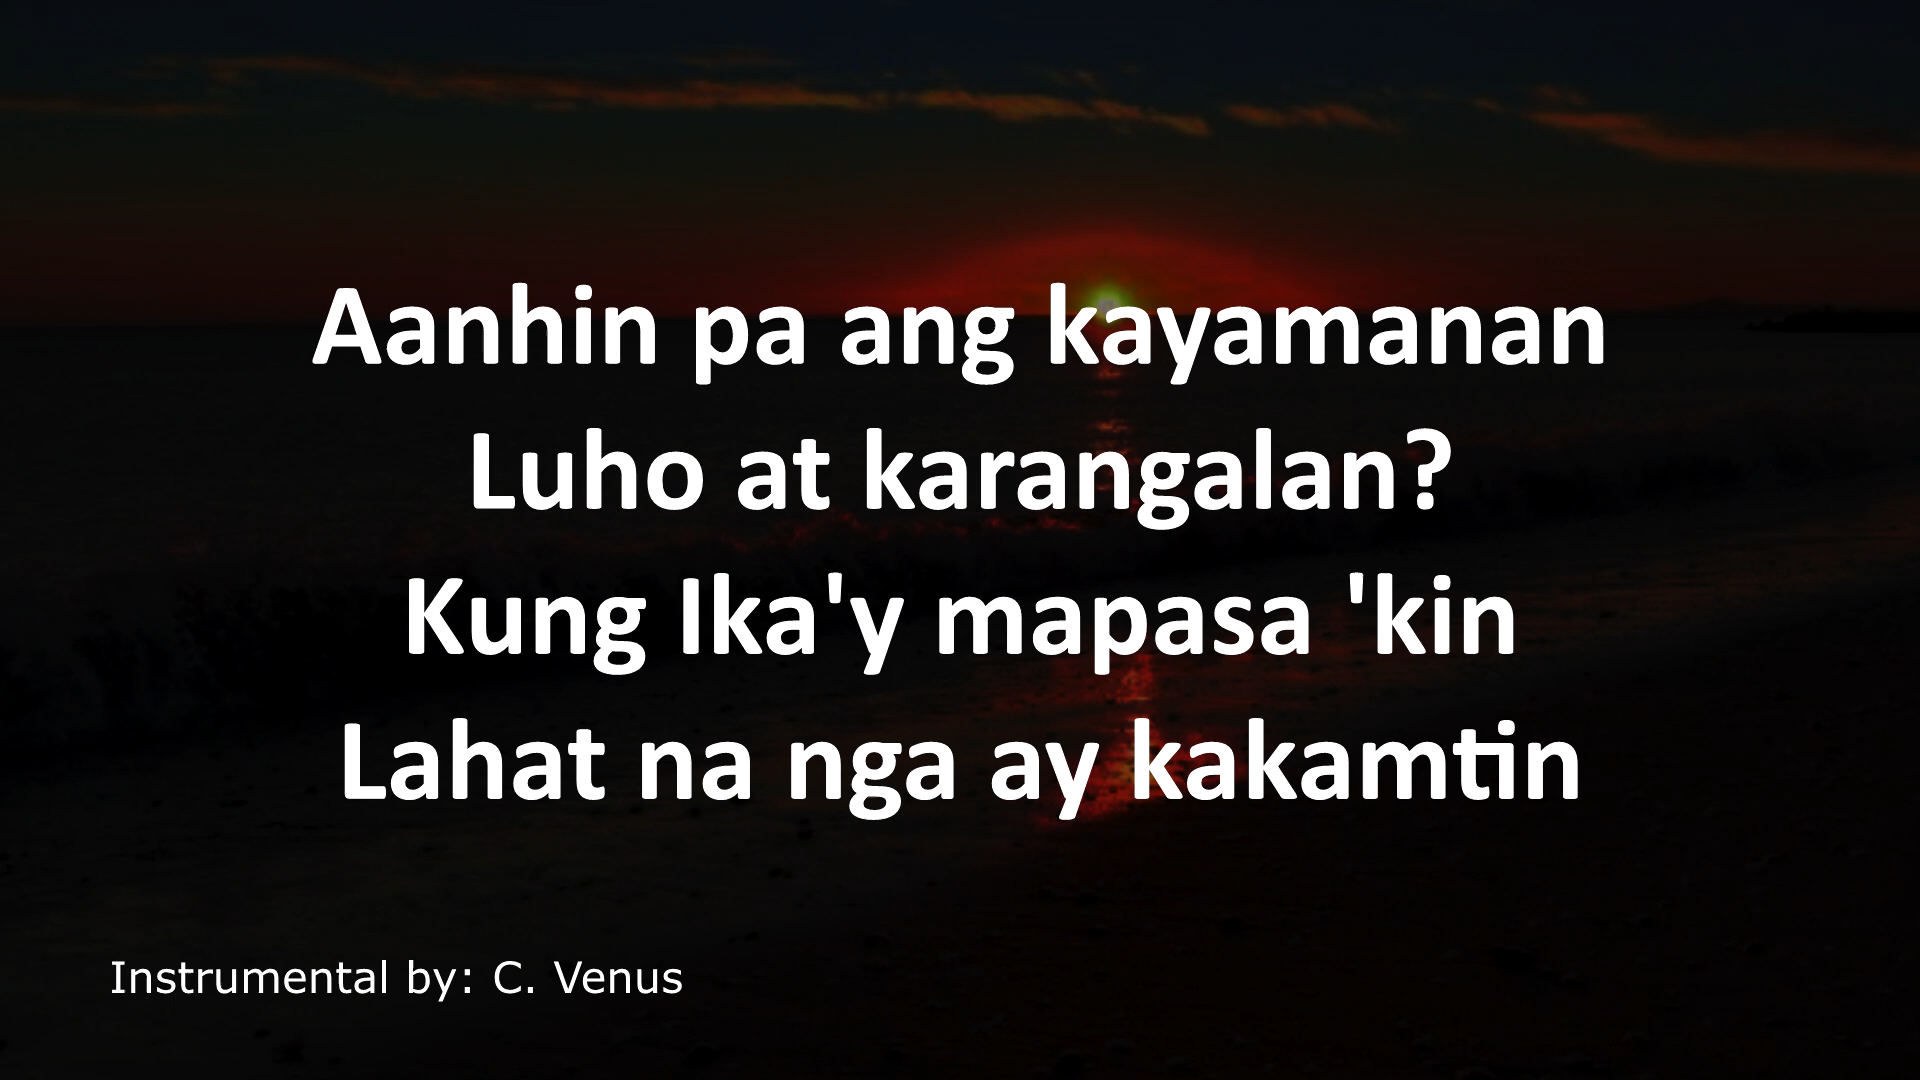 Aanhin pa ang kayamanan
Luho at karangalan?
Kung Ika'y mapasa 'kin
Lahat na nga ay kakamtin
Instrumental by: C. Venus